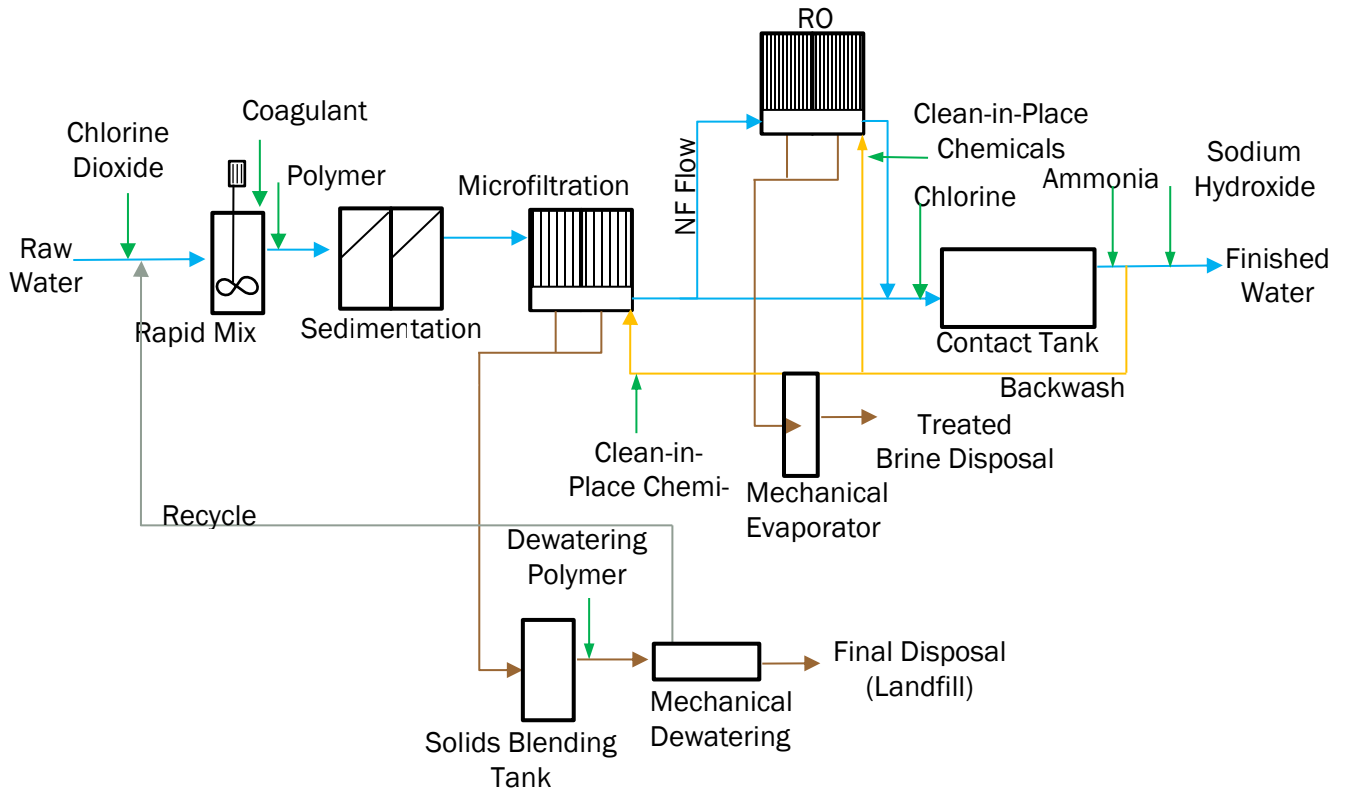 RO
Coagulant
Chlorine
Dioxide
Polymer
Microfiltration
NF Flow
Clean-in-Place
Chemicals
Chlorine
Ammonia
Sodium
Hydroxide
Raw
Water
Rapid Mix
Sedimentation
Contact Tank
Finished
Water
Backwash
Clean-in-
Place Chemi-
Treated
Brine Disposal
Mechanical
Evaporator
Recycle
Dewatering
Polymer
Final Disposal
(Landfill)
Mechanical
Dewatering
Solids Blending
Tank